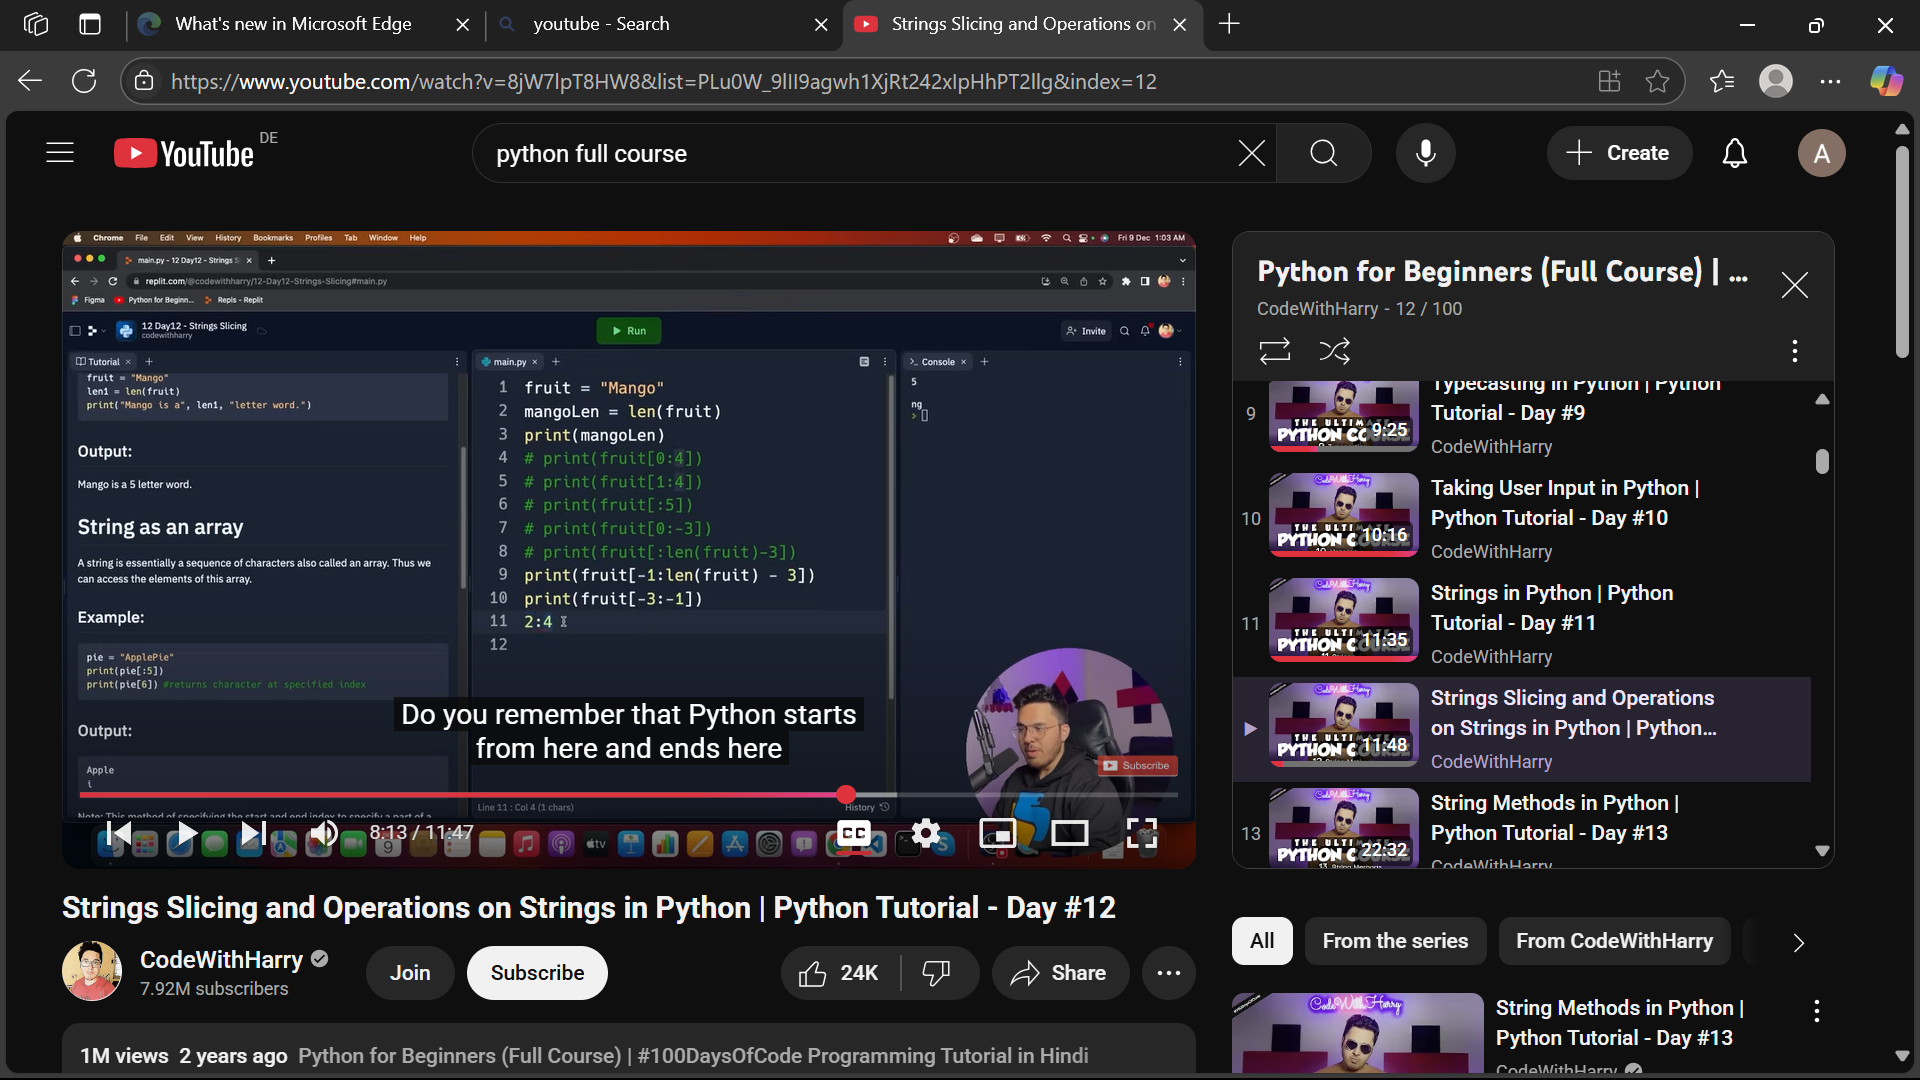 What's new in Microsoft Edge
youtube - Search
Strings Slicing and Operations on
https://www.youtube.com/watch?v=8jW7lpT8HW8&list=PLu0W_9lII9agwh1XjRt242xIpHhPT2llg&index=12
YouTube DE
python full course
Create
A
Chrome File Edit View History Bookmarks Profiles Tab Window Help
Fri 9 Dec 1:03 AM
main.py - 12 Day12 - Strings S
replit.com/@codewithharry/12-Day12-Strings-Slicing#main.py
Figma Python for Beginn... Repls - Replit
12 Day12 - Strings Slicing
codewithharry
Run
Invite
Tutorial
fruit = "Mango"
len1 = len(fruit)
print("Mango is a", len1, "letter word.")
Output:
Mango is a 5 letter word.
String as an array
A string is essentially a sequence of characters also called an array. Thus we
can access the elements of this array.
Example:
pie = "ApplePie"
print(pie[:5])
print(pie[6]) #returns character at specified index
Output:
Apple
i
main.py
1 fruit = "Mango"
2 mangoLen = len(fruit)
3 print(mangoLen)
4 # print(fruit[0:4])
5 # print(fruit[1:4])
6 # print(fruit[:5])
7 # print(fruit[0:-3])
8 # print(fruit[:len(fruit)-3])
9 print(fruit[-1:len(fruit) - 3])
10 print(fruit[-3:-1])
11 2:4
12
Line 11 : Col 4 (1 chars)
History
Console
5
ng
>
Do you remember that Python starts
from here and ends here
Subscribe
8:13 / 11:47
CC
Strings Slicing and Operations on Strings in Python | Python Tutorial - Day #12
CodeWithHarry
7.92M subscribers
Join
Subscribe
24K
Share
1M views 2 years ago Python for Beginners (Full Course) | #100DaysOfCode Programming Tutorial in Hindi
Python for Beginners (Full Course) | ...
CodeWithHarry - 12 / 100
9
9:25
Typecasting in Python | Python
Tutorial - Day #9
CodeWithHarry
10
10:16
Taking User Input in Python |
Python Tutorial - Day #10
CodeWithHarry
11
11:35
Strings in Python | Python
Tutorial - Day #11
CodeWithHarry
11:48
Strings Slicing and Operations
on Strings in Python | Python...
CodeWithHarry
13
22:32
String Methods in Python |
Python Tutorial - Day #13
CodeWithHarry
All
From the series
From CodeWithHarry
String Methods in Python |
Python Tutorial - Day #13
CodeWithHarry